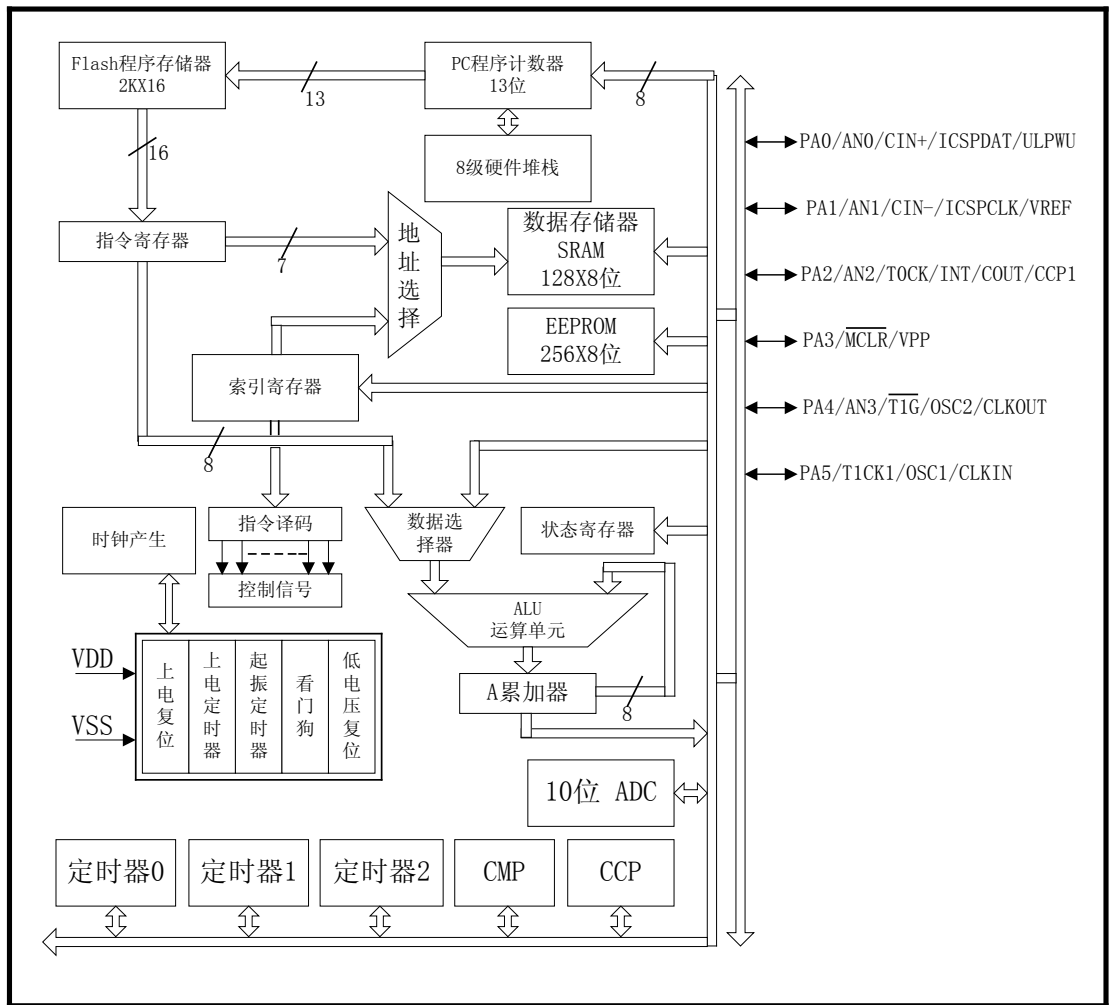 Flash程序存储器
2KX16
13
PC程序计数器
13位
8
16
8级硬件堆栈
PA0/AN0/CIN+/ICSPDAT/ULPWU
PA1/AN1/CIN-/ICSPCLK/VREF
指令寄存器
7
地址选择
数据存储器
SRAM
128X8位
PA2/AN2/T0CK/INT/COUT/CCP1
EEPROM
256X8位
PA3/MCLR/VPP
索引寄存器
PA4/AN3/T1G/OSC2/CLKOUT
8
PA5/T1CK1/OSC1/CLKIN
时钟产生
指令译码
控制信号
数据选
择器
状态寄存器
ALU
运算单元
VDD
VSS
上电复位
上电定时器
起振定时器
看门狗
低电压复位
A累加器
8
10位 ADC
定时器0
定时器1
定时器2
CMP
CCP